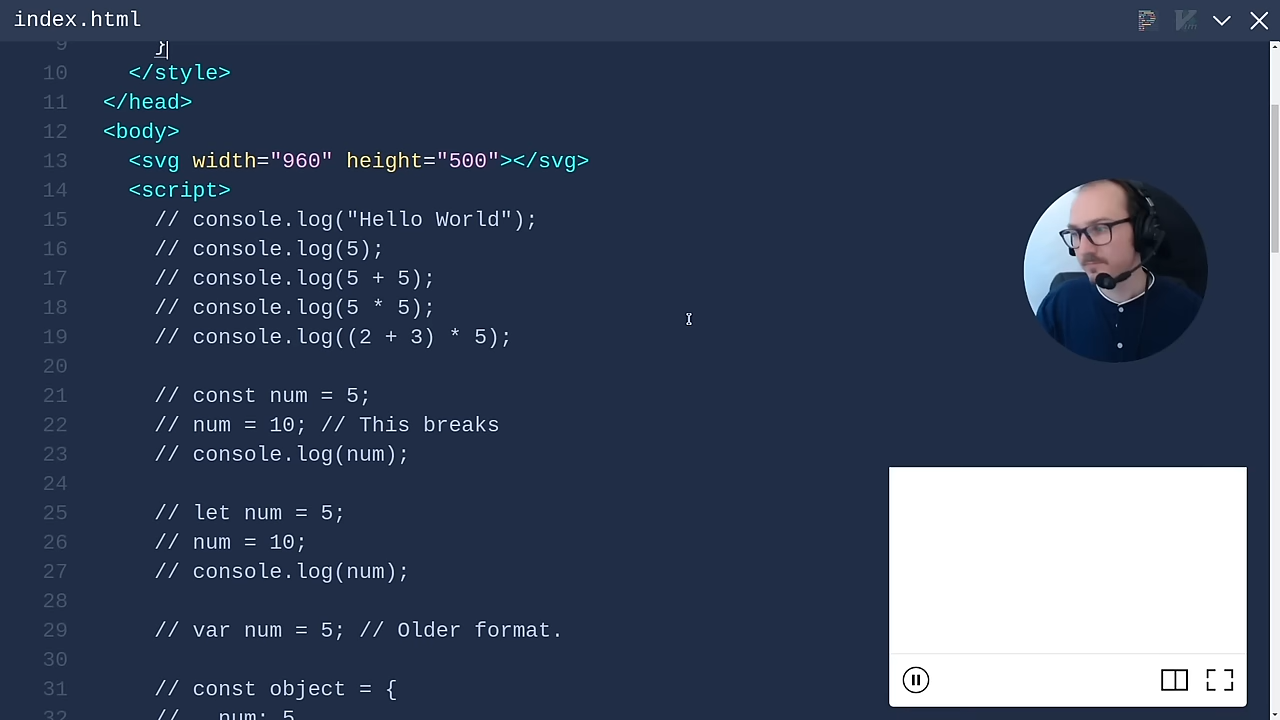 index.html
9 }
10 </style>
11 </head>
12 <body>
13 <svg width="960" height="500"></svg>
14 <script>
15 // console.log("Hello World");
16 // console.log(5);
17 // console.log(5 + 5);
18 // console.log(5 * 5);
19 // console.log((2 + 3) * 5);
20
21 // const num = 5;
22 // num = 10; // This breaks
23 // console.log(num);
24
25 // let num = 5;
26 // num = 10;
27 // console.log(num);
28
29 // var num = 5; // Older format.
30
31 // const object = {
32 // num: 5